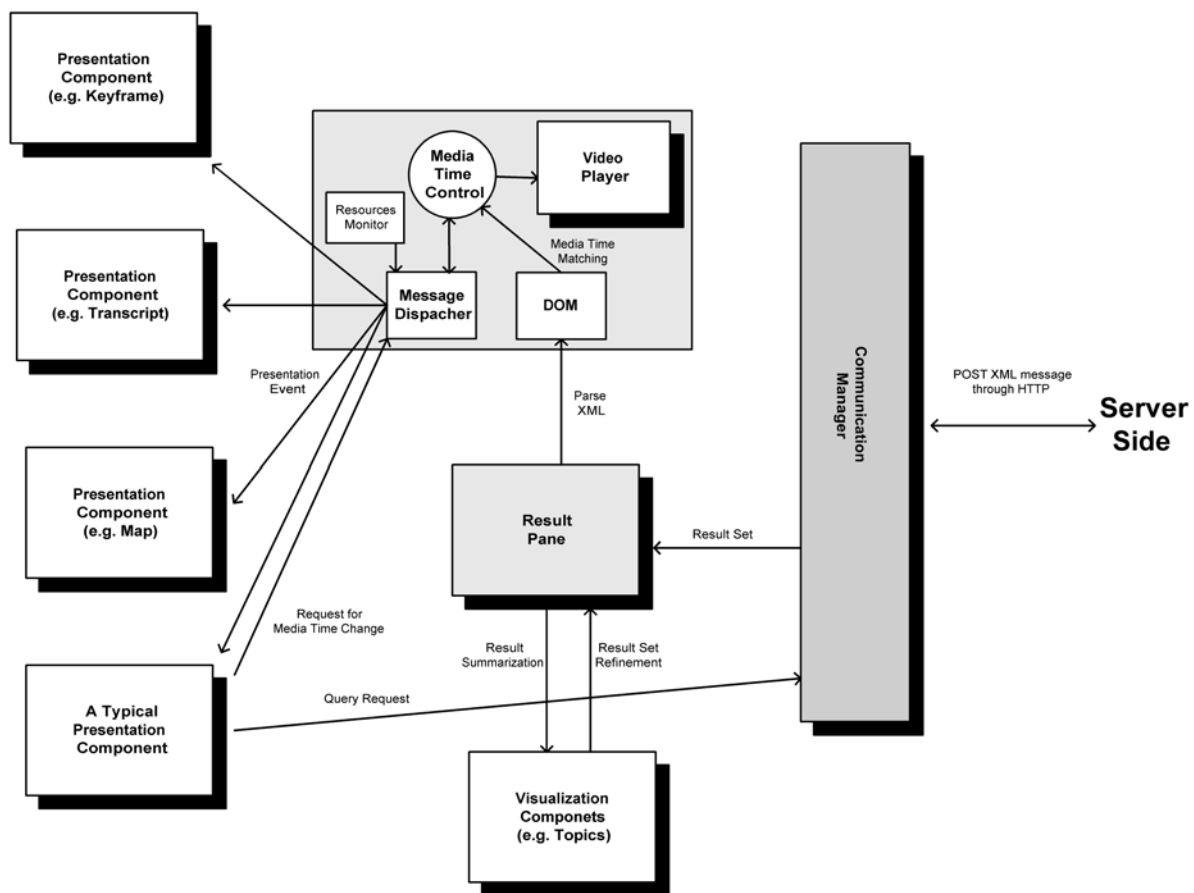 Presentation
Component
(e.g. Keyframe)
Media
Time
Control
Video
Player
Resources
Monitor
Media Time
Matching
Presentation
Component
(e.g. Transcript)
Message
Dispacher
DOM
Presentation
Event
Parse
XML
Communication
Manager
POST XML message
through HTTP
Server
Side
Presentation
Component
(e.g. Map)
Result
Pane
Result Set
Request for
Media Time Change
Result
Summarization
Result Set
Refinement
Query Request
A Typical
Presentation
Component
Visualization
Componets
(e.g. Topics)